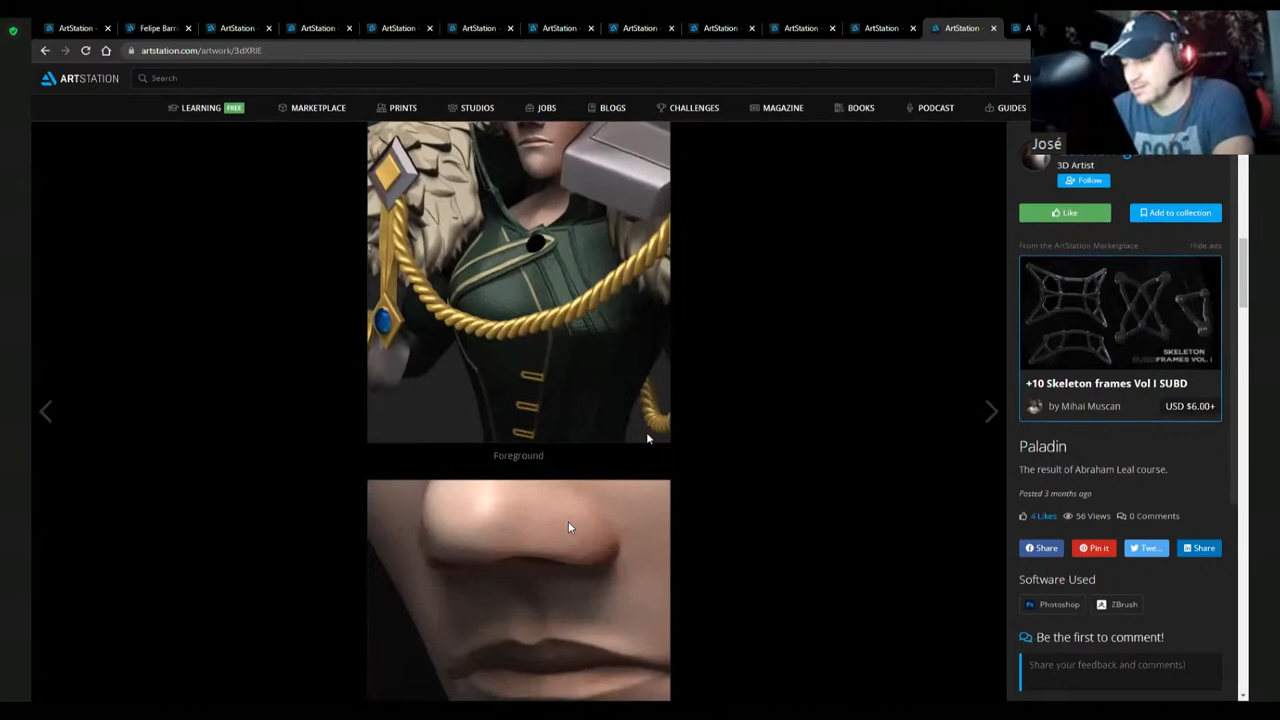 ArtStation -
Felipe Barr
ArtStation -
ArtStation -
ArtStation -
ArtStation -
ArtStation -
ArtStation -
ArtStation -
ArtStation -
ArtStation -
ArtStation -
artstation.com/artwork/3dXRlE
ARTSTATION
Search
LEARNING FREE MARKETPLACE PRINTS STUDIOS JOBS BLOGS CHALLENGES MAGAZINE BOOKS PODCAST GUIDES
José
3D Artist
Follow
Like Add to collection
From the ArtStation Marketplace Hide ads
SKELETON
FRAMES VOL I
+10 Skeleton frames Vol I SUBD
by Mihai Muscan USD $6.00+
Foreground
Paladin
The result of Abraham Leal course.
Posted 3 months ago
4 Likes 56 Views 0 Comments
Share Pin it Twe... Share
Software Used
Ps Photoshop ZBrush
Be the first to comment!
Share your feedback and comments!